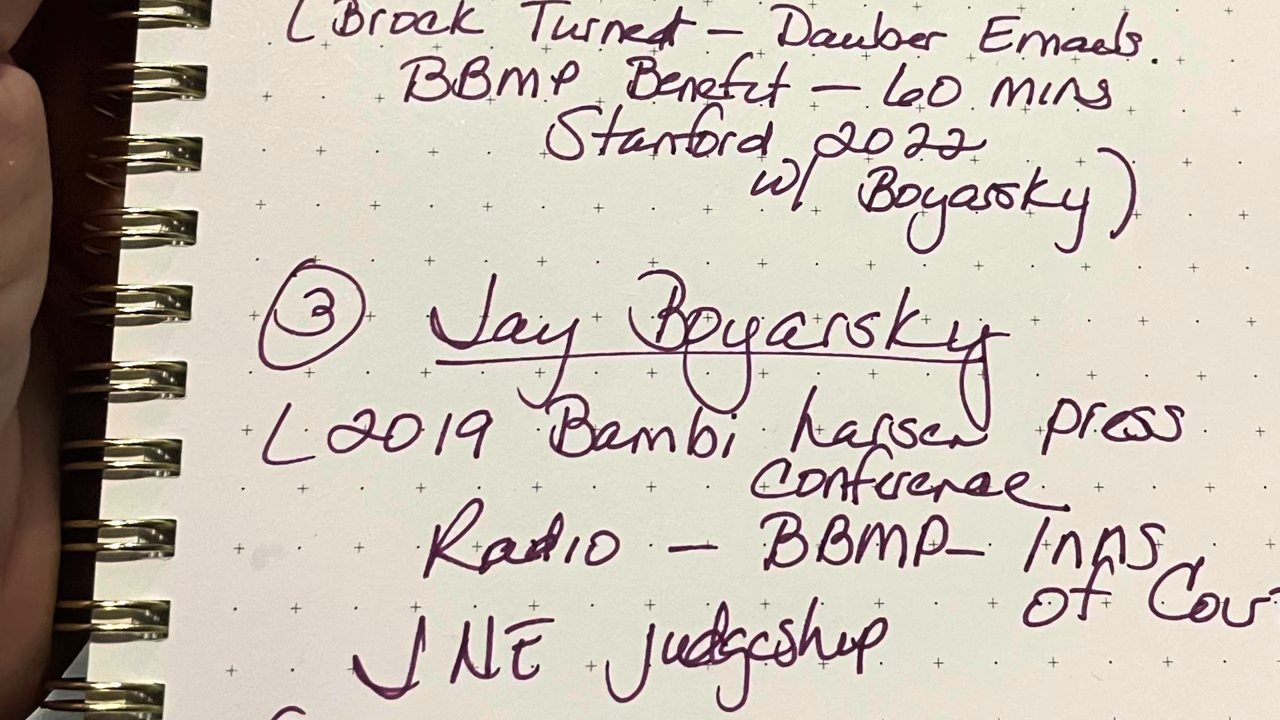 (Brock Turner - Dauber Emails.
BBMP Benefit - 60 mins
Stanford 2022
w/ Boyarsky)
3 Jay Boyarsky
(2019 Bambi Larsen press
conference
Radio - BBMP - Inns
of Cour
JNE judgeship